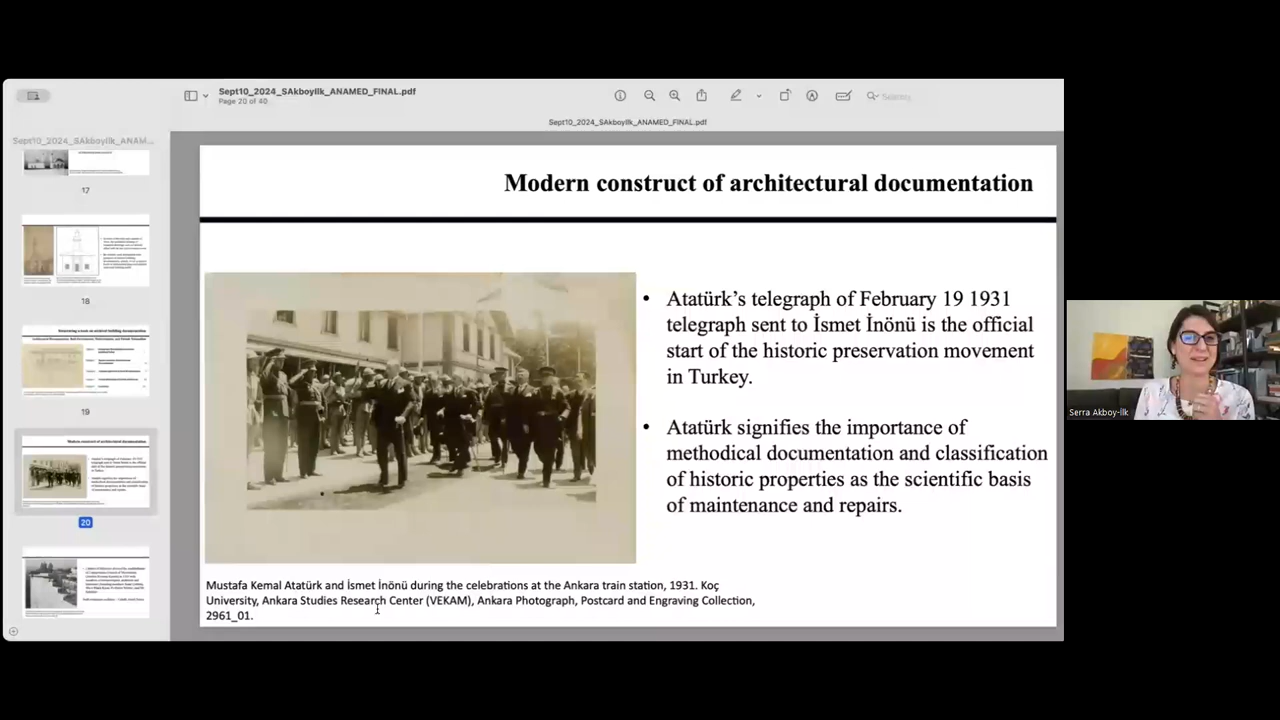 Sept10_2024_SAkboyIlk_ANAMED_FINAL.pdf
Page 20 of 40
Sept10_2024_SAkboyIlk_ANAMED_FINAL.pdf
Sept10_2024_SAkboyIlk_ANAM...
17
18
19
20
Modern construct of architectural documentation
• Atatürk’s telegraph of February 19 1931
telegraph sent to İsmet İnönü is the official
start of the historic preservation movement
in Turkey.
• Atatürk signifies the importance of
methodical documentation and classification
of historic properties as the scientific basis
of maintenance and repairs.
Mustafa Kemal Atatürk and İsmet İnönü during the celebrations in the Ankara train station, 1931. Koç
University, Ankara Studies Research Center (VEKAM), Ankara Photograph, Postcard and Engraving Collection,
2961_01.
Serra Akboy-İlk